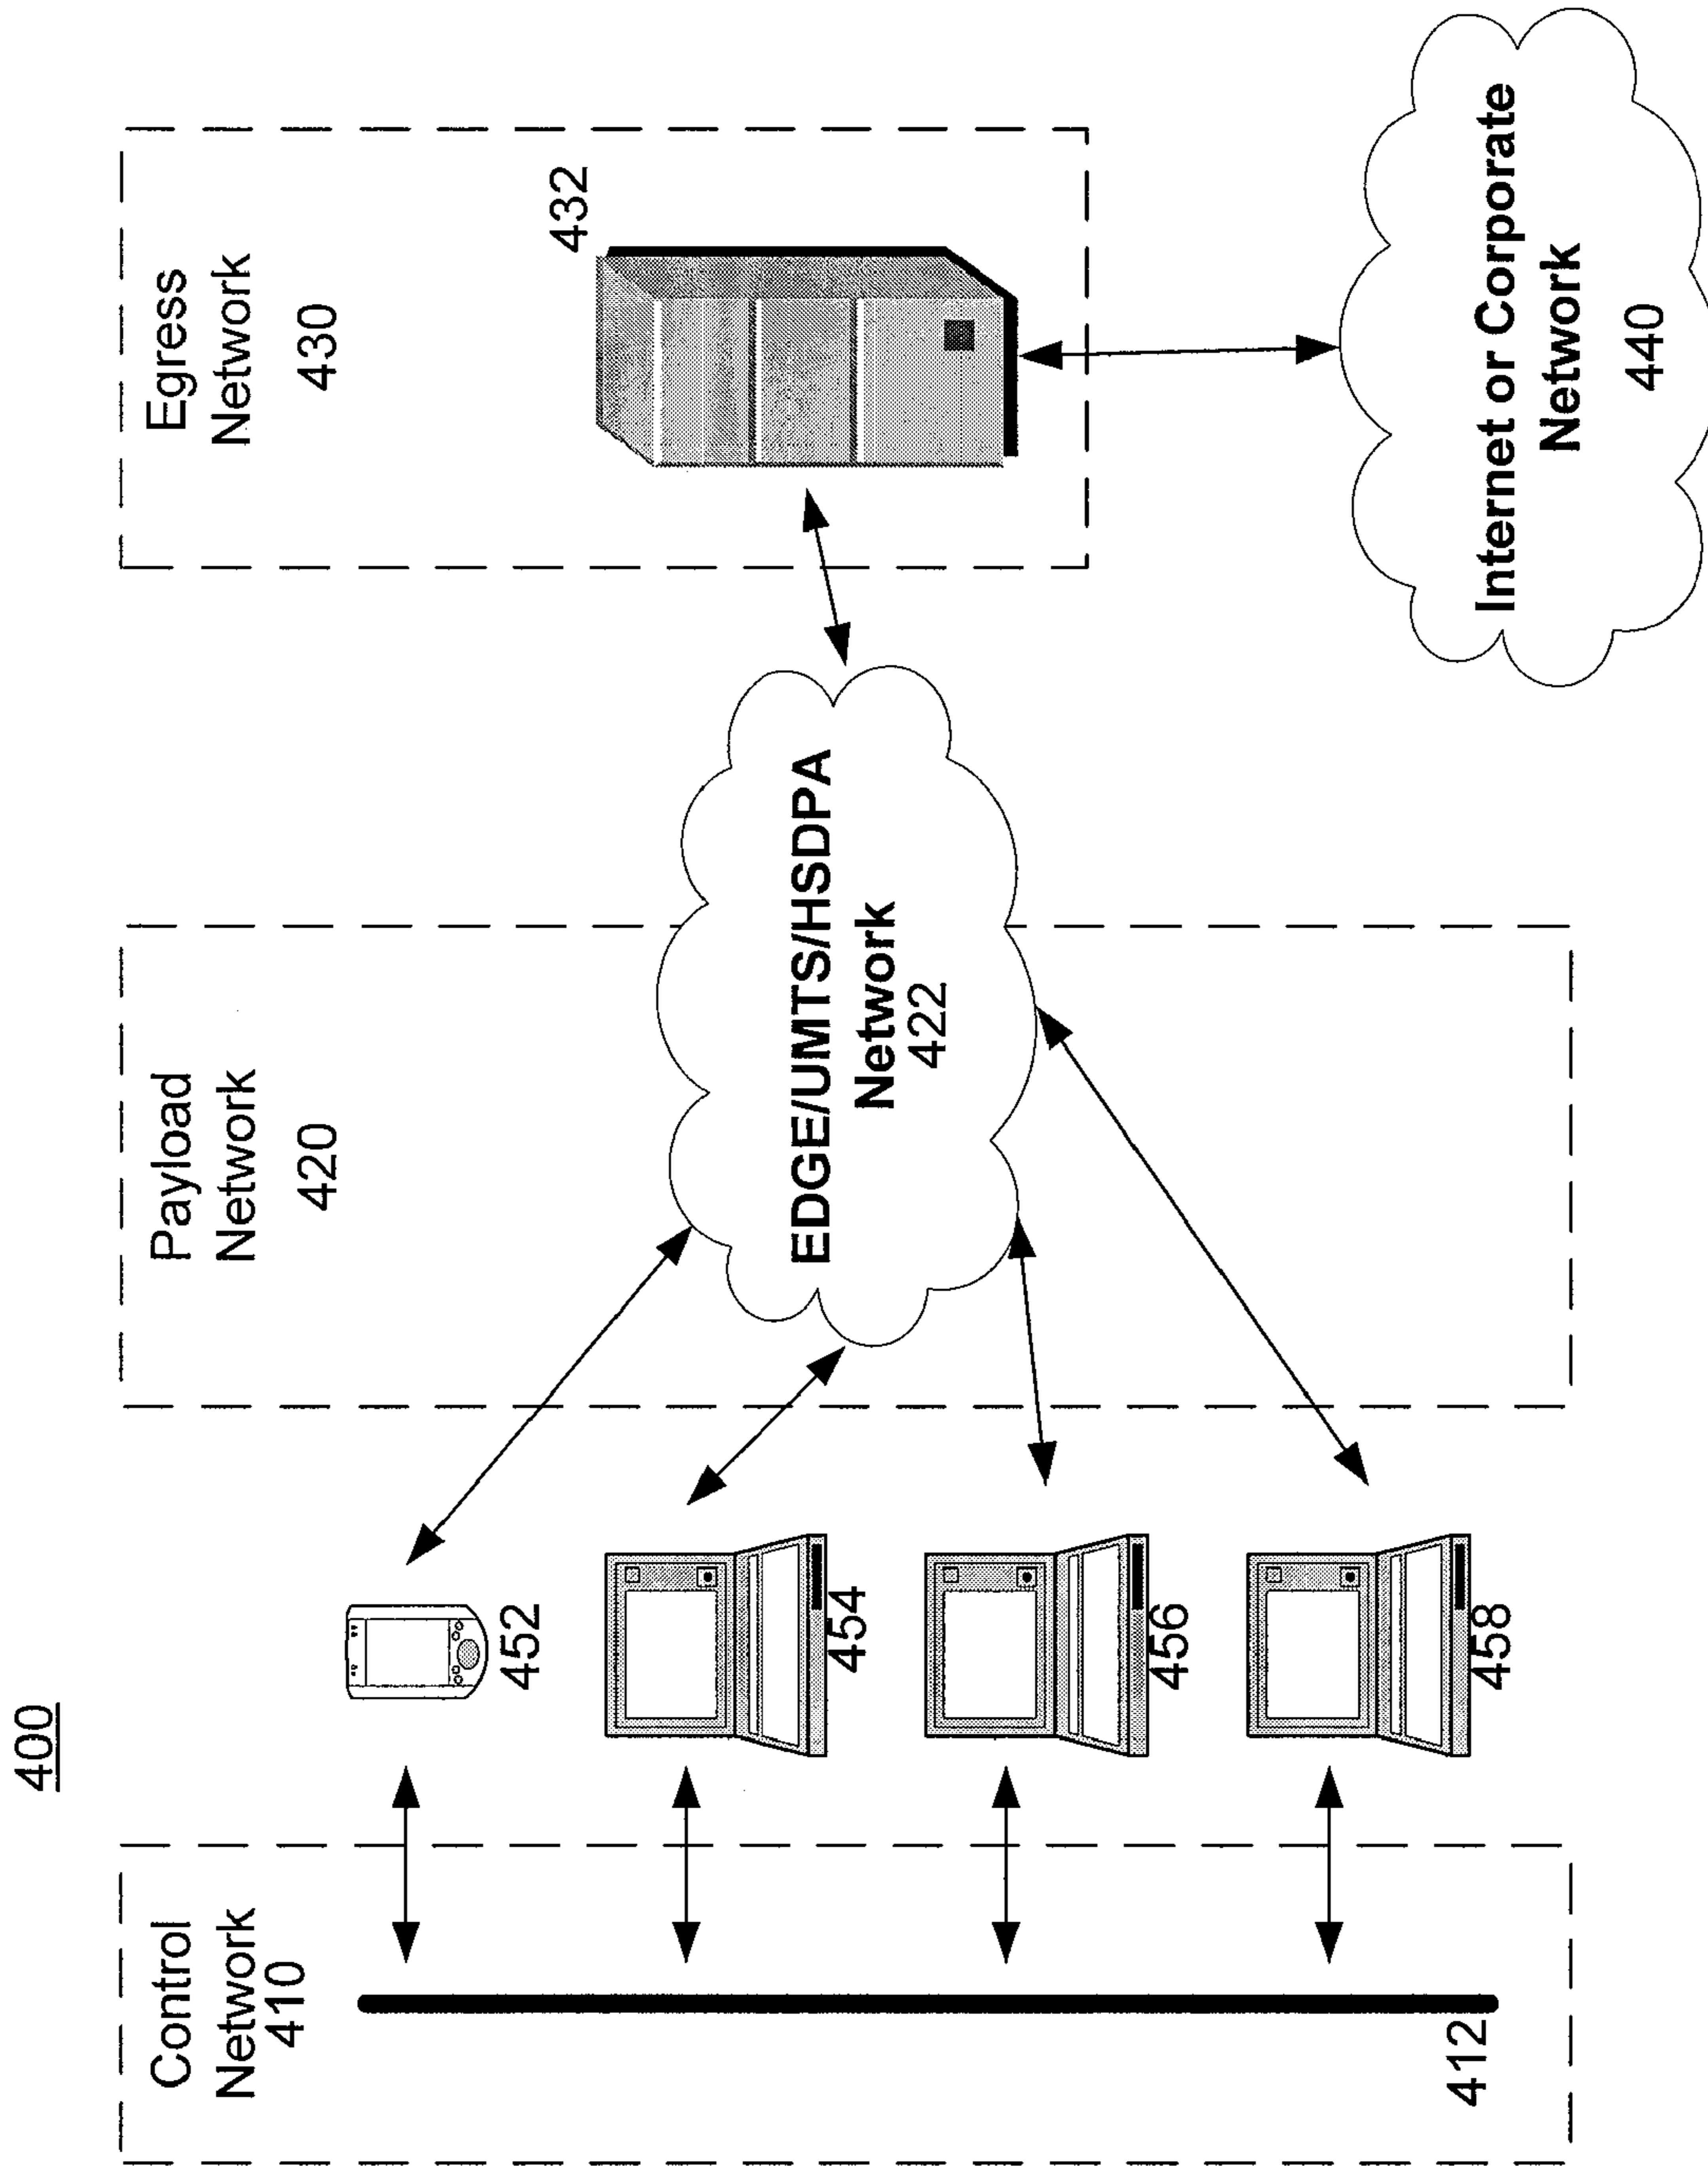 400
Control
Network
410
412
Payload
Network
420
Egress
Network
430
452
454
456
458
EDGE/UMTS/HSDPA
Network
422
432
Internet or Corporate
Network
440